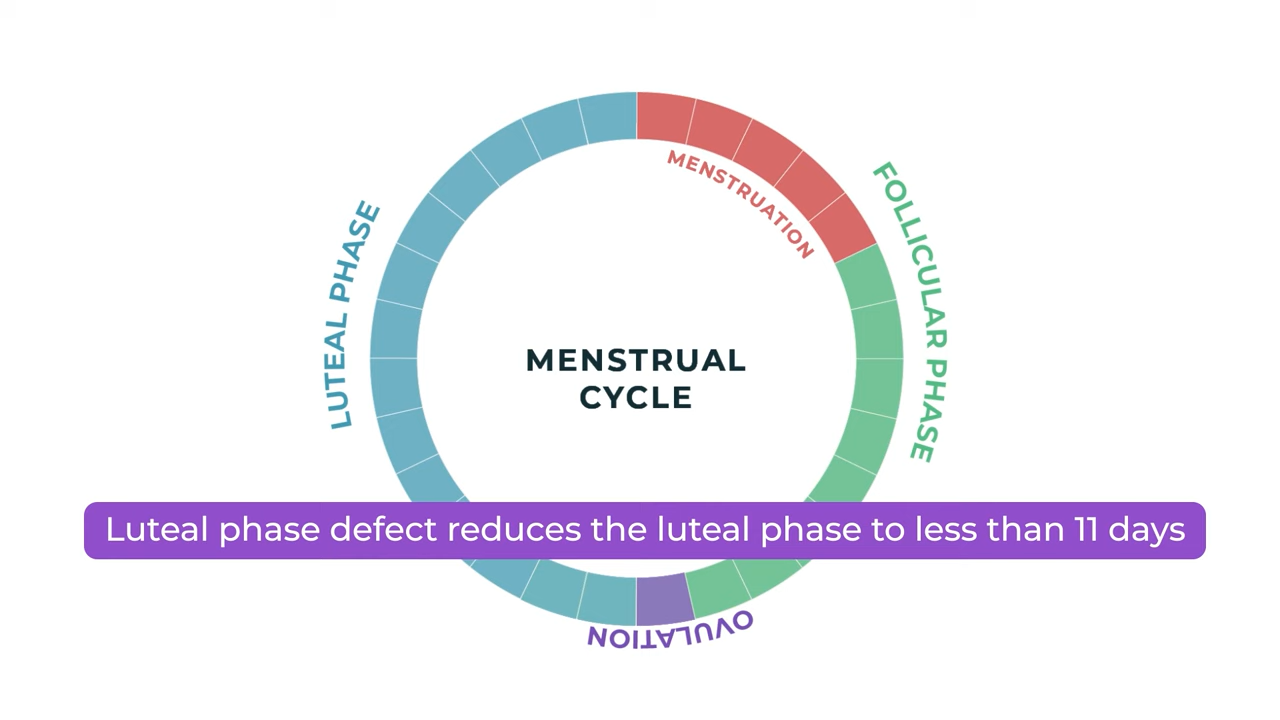 MENSTRUATION
FOLLICULAR PHASE
LUTEAL PHASE
MENSTRUAL
CYCLE
Luteal phase defect reduces the luteal phase to less than 11 days
OVULATION